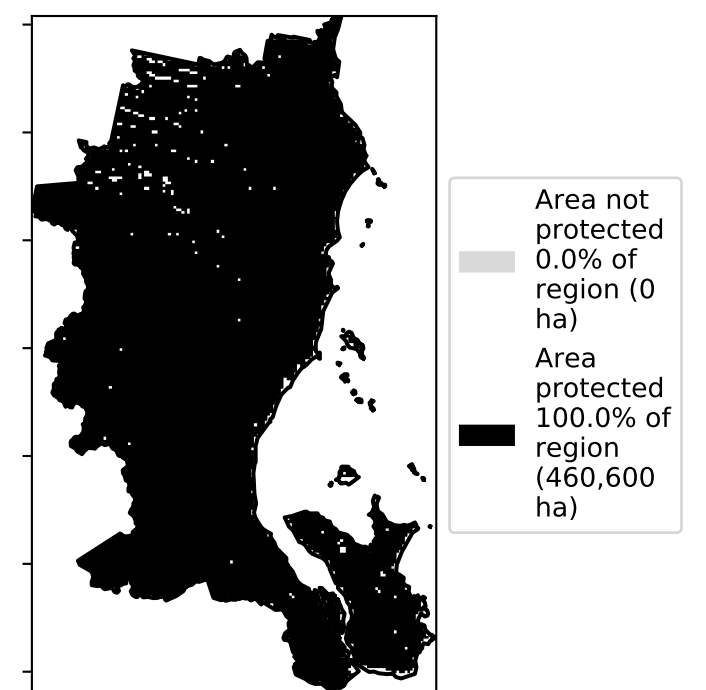 Area not
protected
0.0% of
region (0
ha)
Area
protected
100.0% of
region
(460,600
ha)